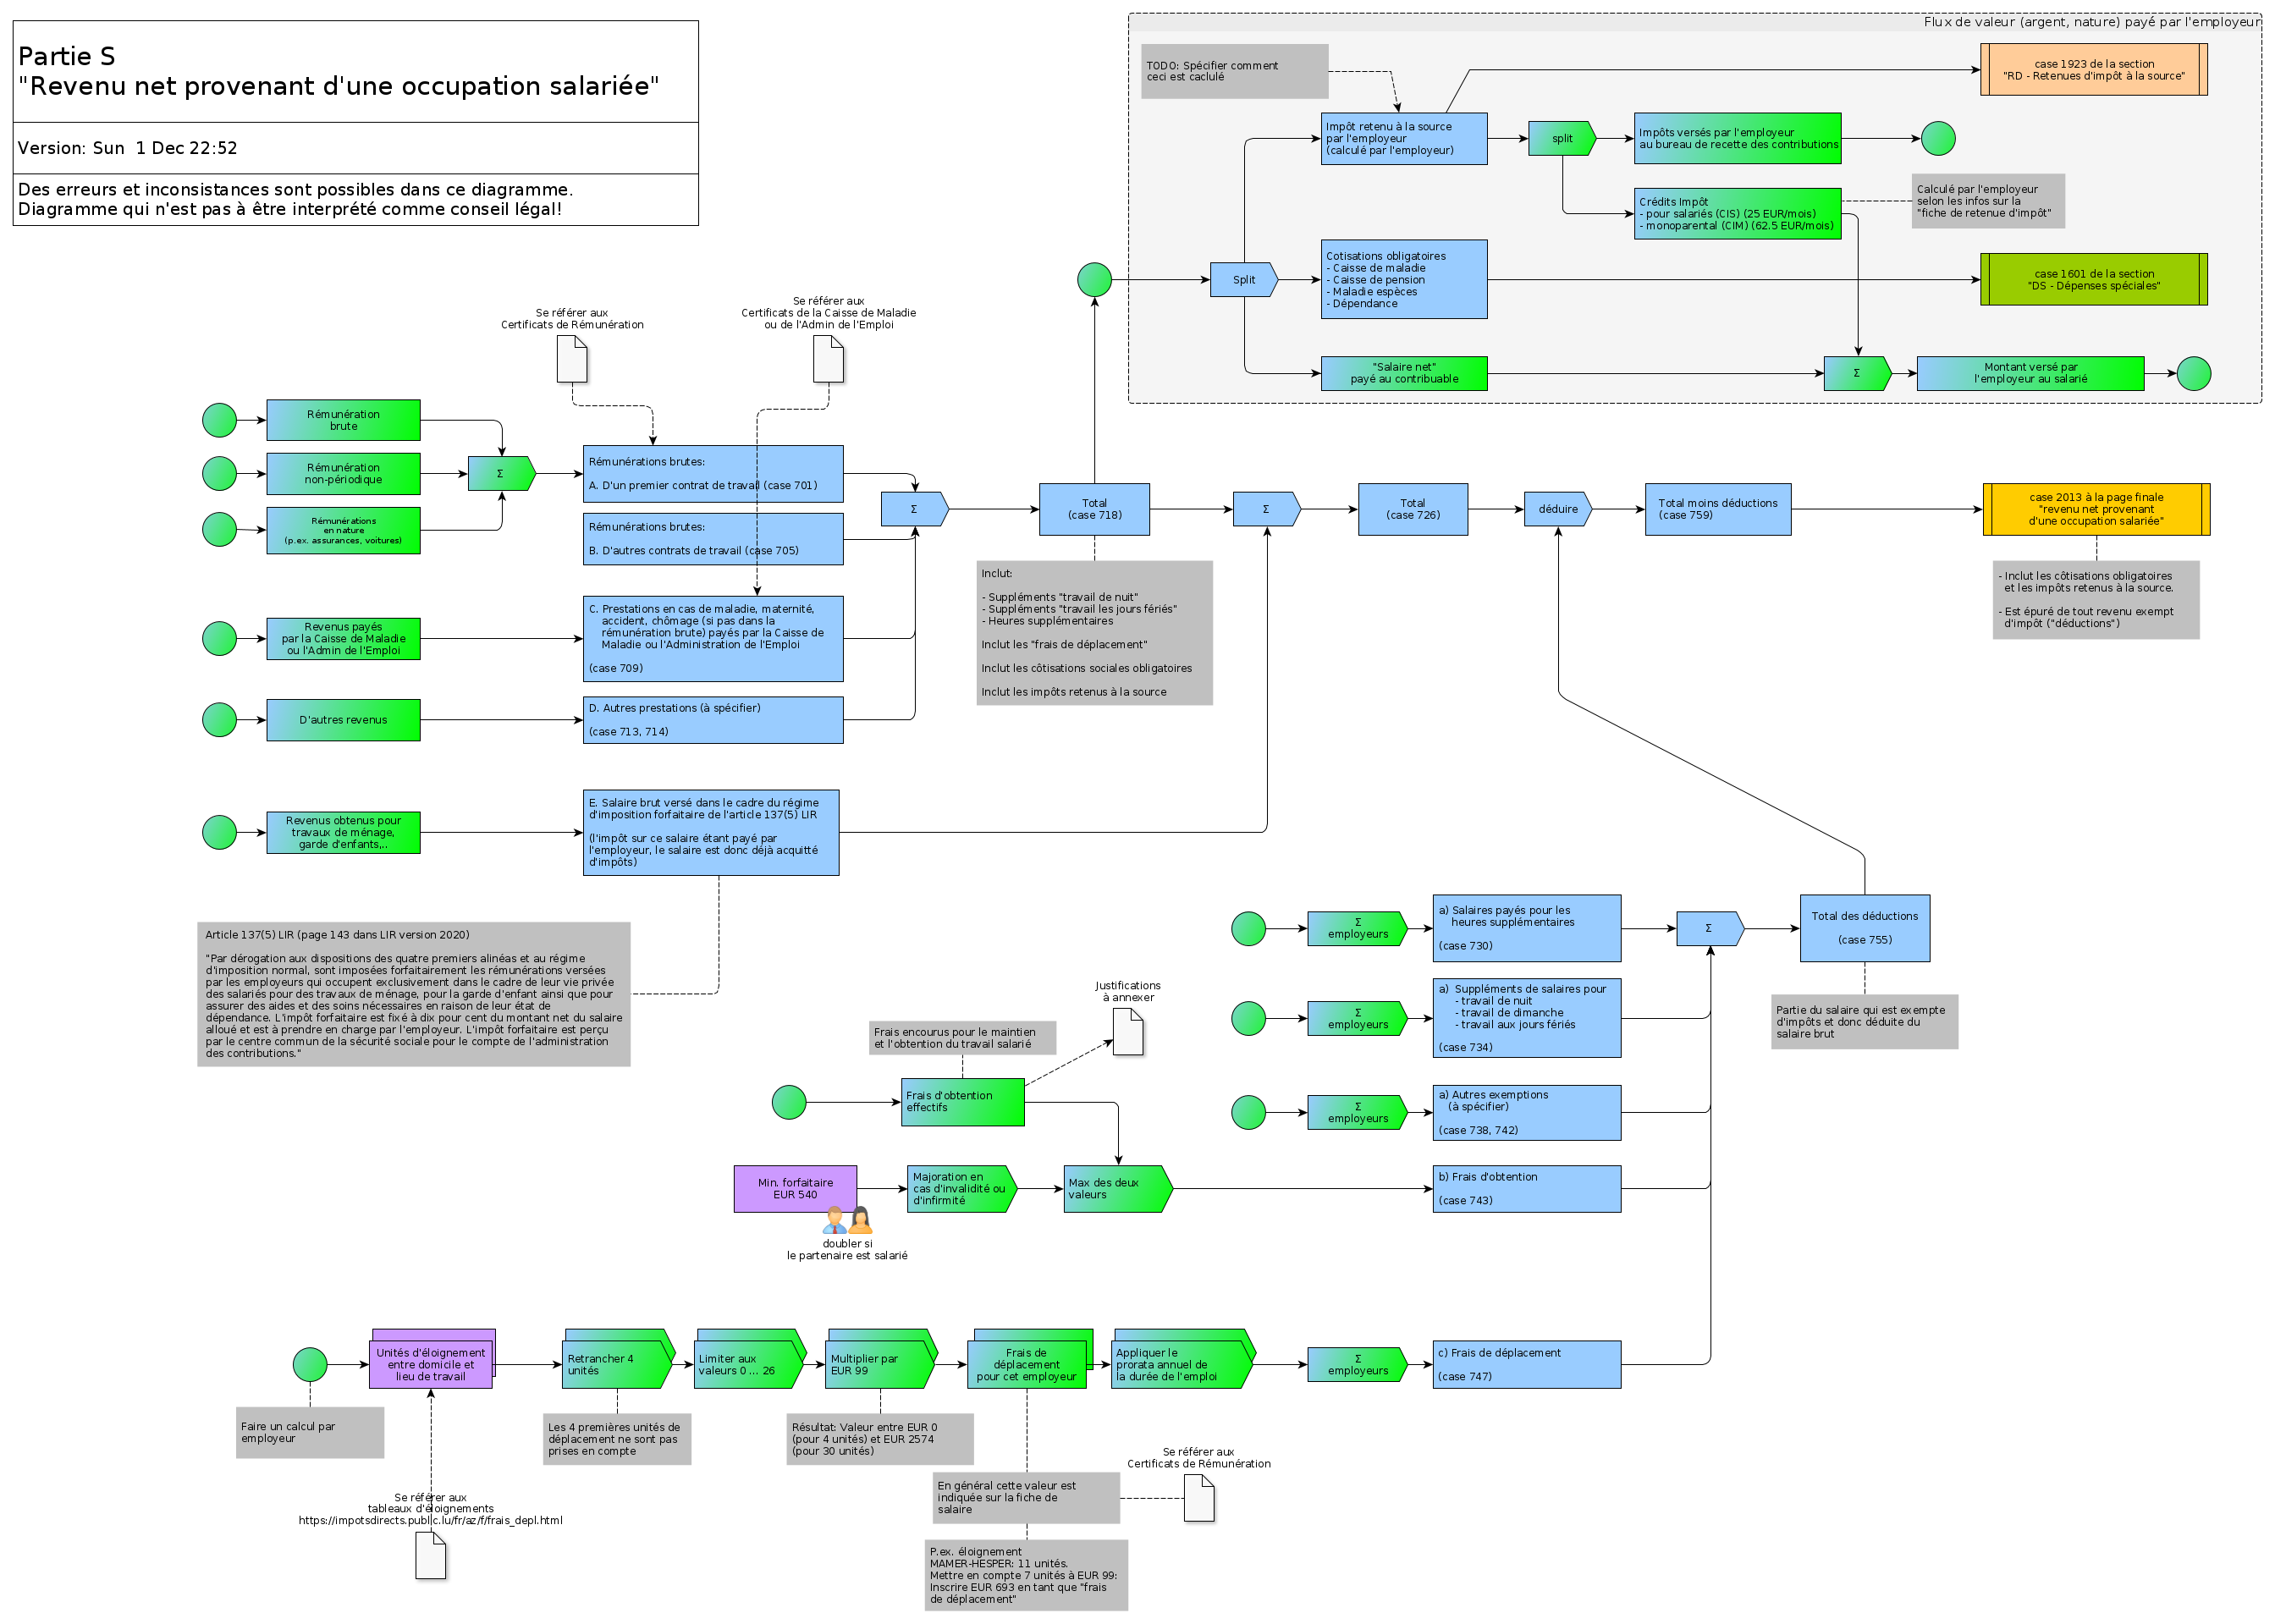 Partie S
"Revenu net provenant d'une occupation salariée"
Version: Sun  1 Dec 22:52
Des erreurs et inconsistances sont possibles dans ce diagramme.
Diagramme qui n'est pas à être interprété comme conseil légal!
Flux de valeur (argent, nature) payé par l'employeur
TODO: Spécifier comment
ceci est caclulé
case 1923 de la section
"RD - Retenues d'impôt à la source"
Impôt retenu à la source
par l'employeur
(calculé par l'employeur)
split
Impôts versés par l'employeur
au bureau de recette des contributions
Crédits Impôt
- pour salariés (CIS) (25 EUR/mois)
- monoparental (CIM) (62.5 EUR/mois)
Calculé par l'employeur
selon les infos sur la
"fiche de retenue d'impôt"
Split
Cotisations obligatoires
- Caisse de maladie
- Caisse de pension
- Maladie espèces
- Dépendance
case 1601 de la section
"DS - Dépenses spéciales"
"Salaire net"
payé au contribuable
Σ
Montant versé par
l'employeur au salarié
Se référer aux
Certificats de Rémunération
Se référer aux
Certificats de la Caisse de Maladie
ou de l'Admin de l'Emploi
Rémunération
brute
Rémunération
non-périodique
Rémunérations
en nature
(p.ex. assurances, voitures)
Σ
Rémunérations brutes:
A. D'un premier contrat de travail (case 701)
Rémunérations brutes:
B. D'autres contrats de travail (case 705)
Σ
Total
(case 718)
Σ
Total
(case 726)
déduire
Total moins déductions
(case 759)
case 2013 à la page finale
"revenu net provenant
d'une occupation salariée"
Inclut:
- Suppléments "travail de nuit"
- Suppléments "travail les jours fériés"
- Heures supplémentaires
Inclut les "frais de déplacement"
Inclut les côtisations sociales obligatoires
Inclut les impôts retenus à la source
- Inclut les côtisations obligatoires
et les impôts retenus à la source.
- Est épuré de tout revenu exempt
d'impôt ("déductions")
Revenus payés
par la Caisse de Maladie
ou l'Admin de l'Emploi
C. Prestations en cas de maladie, maternité,
accident, chômage (si pas dans la
rémunération brute) payés par la Caisse de
Maladie ou l'Administration de l'Emploi
(case 709)
D'autres revenus
D. Autres prestations (à spécifier)
(case 713, 714)
Revenus obtenus pour
travaux de ménage,
garde d'enfants,..
E. Salaire brut versé dans le cadre du régime
d'imposition forfaitaire de l'article 137(5) LIR
(l'impôt sur ce salaire étant payé par
l'employeur, le salaire est donc déjà acquitté
d'impôts)
Article 137(5) LIR (page 143 dans LIR version 2020)
"Par dérogation aux dispositions des quatre premiers alinéas et au régime
d'imposition normal, sont imposées forfaitairement les rémunérations versées
par les employeurs qui occupent exclusivement dans le cadre de leur vie privée
des salariés pour des travaux de ménage, pour la garde d'enfant ainsi que pour
assurer des aides et des soins nécessaires en raison de leur état de
dépendance. L'impôt forfaitaire est fixé à dix pour cent du montant net du salaire
alloué et est à prendre en charge par l'employeur. L'impôt forfaitaire est perçu
par le centre commun de la sécurité sociale pour le compte de l'administration
des contributions."
Σ
employeurs
a) Salaires payés pour les
heures supplémentaires
(case 730)
Σ
Total des déductions
(case 755)
Σ
employeurs
a)  Suppléments de salaires pour
- travail de nuit
- travail de dimanche
- travail aux jours fériés
(case 734)
Partie du salaire qui est exempte
d'impôts et donc déduite du
salaire brut
Justifications
à annexer
Frais encourus pour le maintien
et l'obtention du travail salarié
Frais d'obtention
effectifs
Σ
employeurs
a) Autres exemptions
(à spécifier)
(case 738, 742)
Min. forfaitaire
EUR 540
Majoration en
cas d'invalidité ou
d'infirmité
Max des deux
valeurs
b) Frais d'obtention
(case 743)
doubler si
le partenaire est salarié
Unités d'éloignement
entre domicile et
lieu de travail
Retrancher 4
unités
Limiter aux
valeurs 0 ... 26
Multiplier par
EUR 99
Frais de
déplacement
pour cet employeur
Appliquer le
prorata annuel de
la durée de l'emploi
Σ
employeurs
c) Frais de déplacement
(case 747)
Faire un calcul par
employeur
Les 4 premières unités de
déplacement ne sont pas
prises en compte
Résultat: Valeur entre EUR 0
(pour 4 unités) et EUR 2574
(pour 30 unités)
Se référer aux
Certificats de Rémunération
En général cette valeur est
indiquée sur la fiche de
salaire
Se référer aux
tableaux d'éloignements
https://impotsdirects.public.lu/fr/az/f/frais_depl.html
P.ex. éloignement
MAMER-HESPER: 11 unités.
Mettre en compte 7 unités à EUR 99:
Inscrire EUR 693 en tant que "frais
de déplacement"